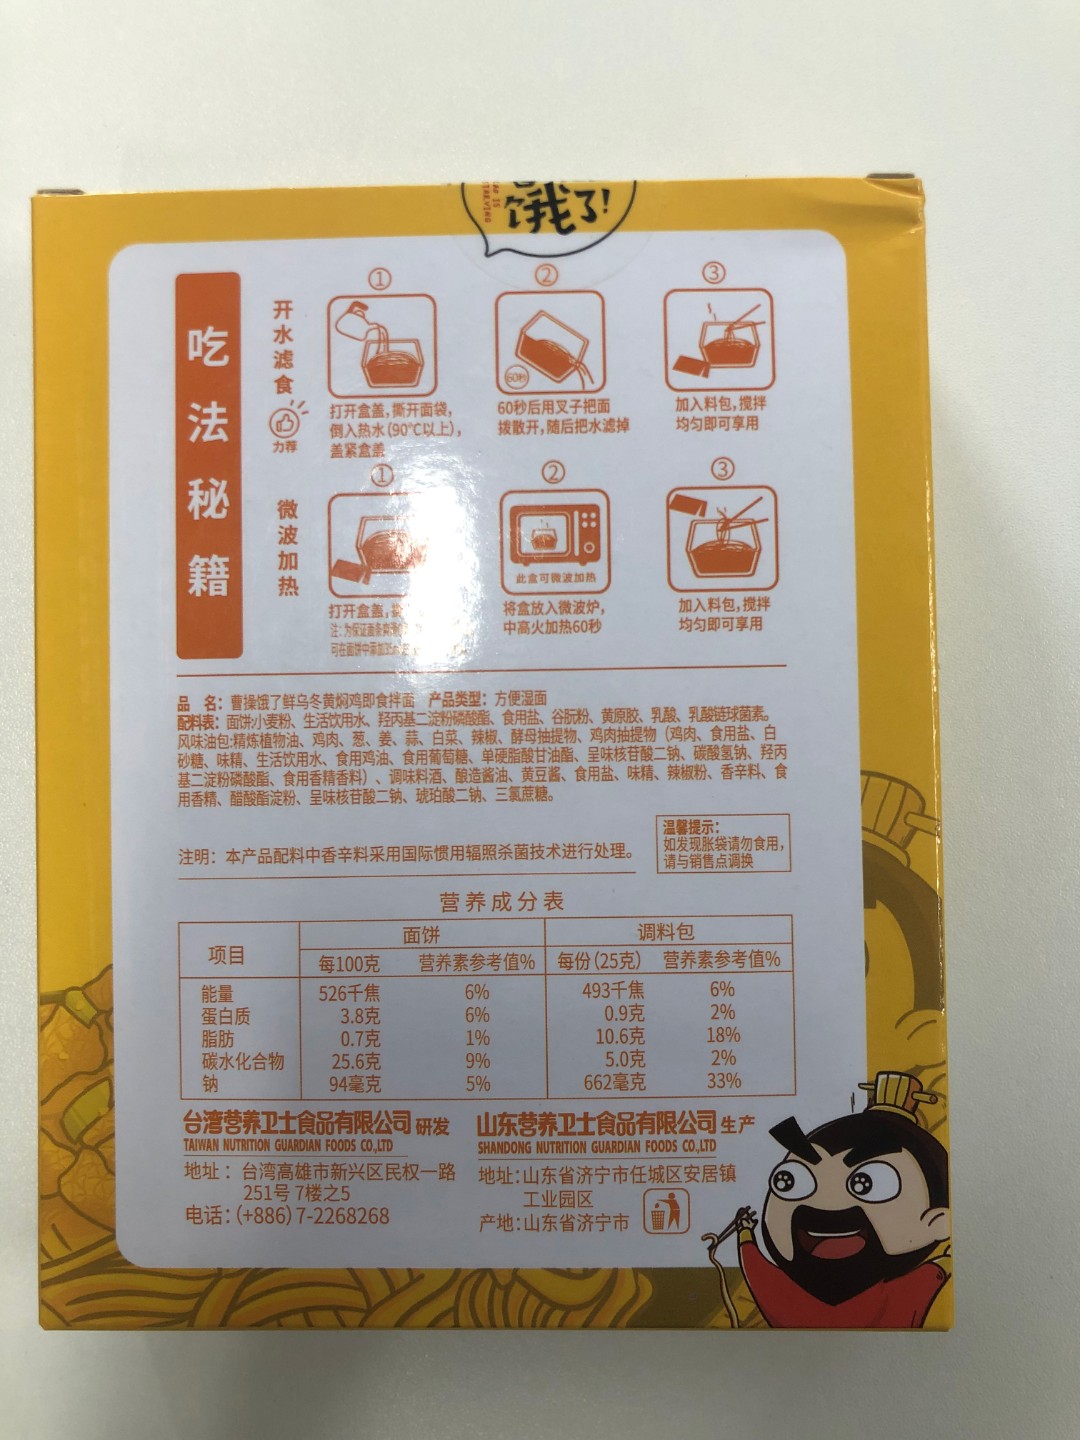 饿了!
吃法秘籍
开水滤食
力荐
①
打开盒盖,撕开面袋,
倒入热水(90℃以上),
盖紧盒盖
②
60秒
60秒后用叉子把面
拨散开,随后把水滤掉
③
加入料包,搅拌
均匀即可享用
微波加热
①
打开盒盖,
注:为保证面条爽滑
可在面饼中添加35
②
此盒可微波加热
将盒放入微波炉,
中高火加热60秒
③
加入料包,搅拌
均匀即可享用
品 名:曹操饿了鲜乌冬黄焖鸡即食拌面 产品类型:方便湿面
配料表:面饼:小麦粉、生活饮用水、羟丙基二淀粉磷酸酯、食用盐、谷朊粉、黄原胶、乳酸、乳酸链球菌素。
风味油包:精炼植物油、鸡肉、葱、姜、蒜、白菜、辣椒、酵母抽提物、鸡肉抽提物(鸡肉、食用盐、白
砂糖、味精、生活饮用水、食用鸡油、食用葡萄糖、单硬脂酸甘油酯、呈味核苷酸二钠、碳酸氢钠、羟丙
基二淀粉磷酸酯、食用香精香料)、调味料酒、酿造酱油、黄豆酱、食用盐、味精、辣椒粉、香辛料、食
用香精、醋酸酯淀粉、呈味核苷酸二钠、琥珀酸二钠、三氯蔗糖。
注明:本产品配料中香辛料采用国际惯用辐照杀菌技术进行处理。
温馨提示:
如发现胀袋请勿食用,
请与销售点调换
营养成分表
项目 面饼 调料包
每100克 营养素参考值% 每份(25克) 营养素参考值%
能量 526千焦 6% 493千焦 6%
蛋白质 3.8克 6% 0.9克 2%
脂肪 0.7克 1% 10.6克 18%
碳水化合物 25.6克 9% 5.0克 2%
钠 94毫克 5% 662毫克 33%
台湾营养卫士食品有限公司 研发
TAIWAN NUTRITION GUARDIAN FOODS CO.,LTD
地址:台湾高雄市新兴区民权一路
251号 7楼之5
电话:(+886)7-2268268
山东营养卫士食品有限公司 生产
SHANDONG NUTRITION GUARDIAN FOODS CO.,LTD
地址:山东省济宁市任城区安居镇
工业园区
产地:山东省济宁市